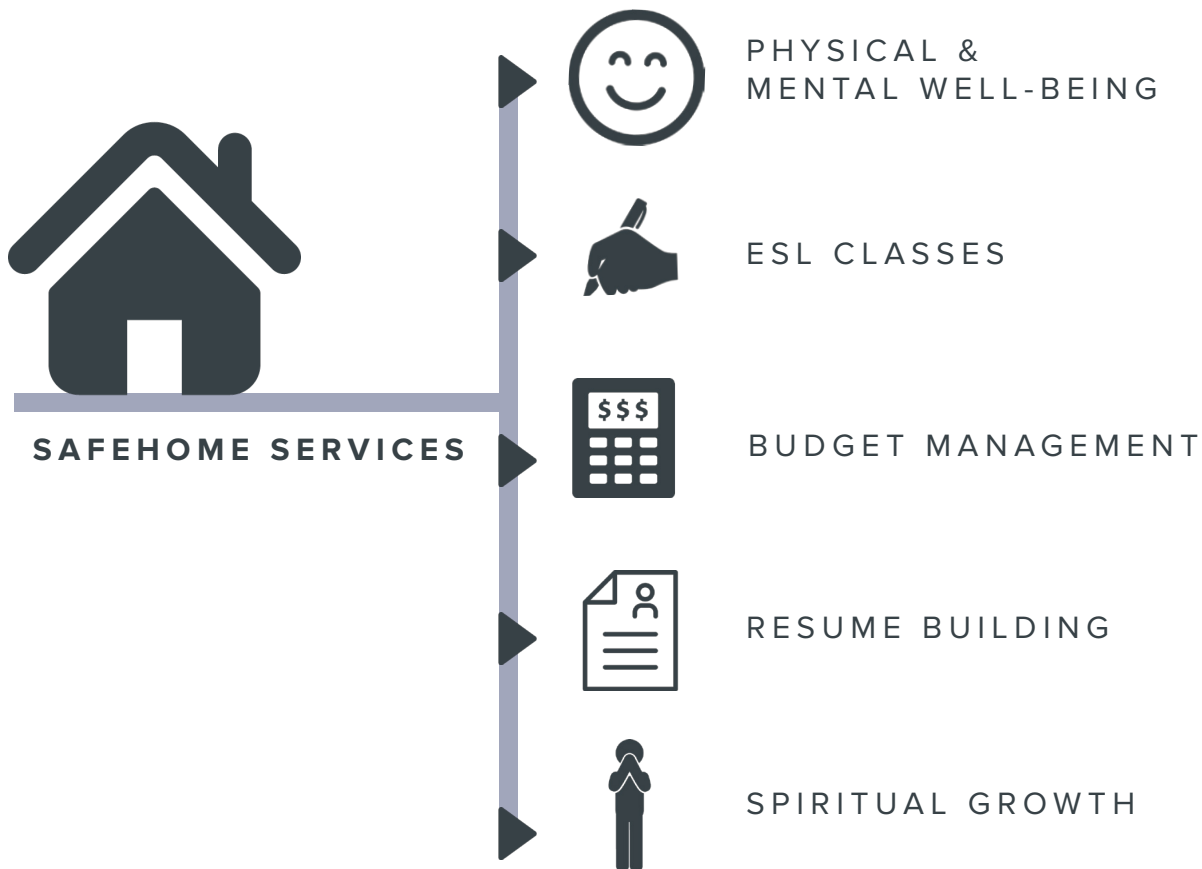 PHYSICAL &
MENTAL WELL-BEING
ESL CLASSES
SAFEHOME SERVICES
$$$
BUDGET MANAGEMENT
RESUME BUILDING
SPIRITUAL GROWTH